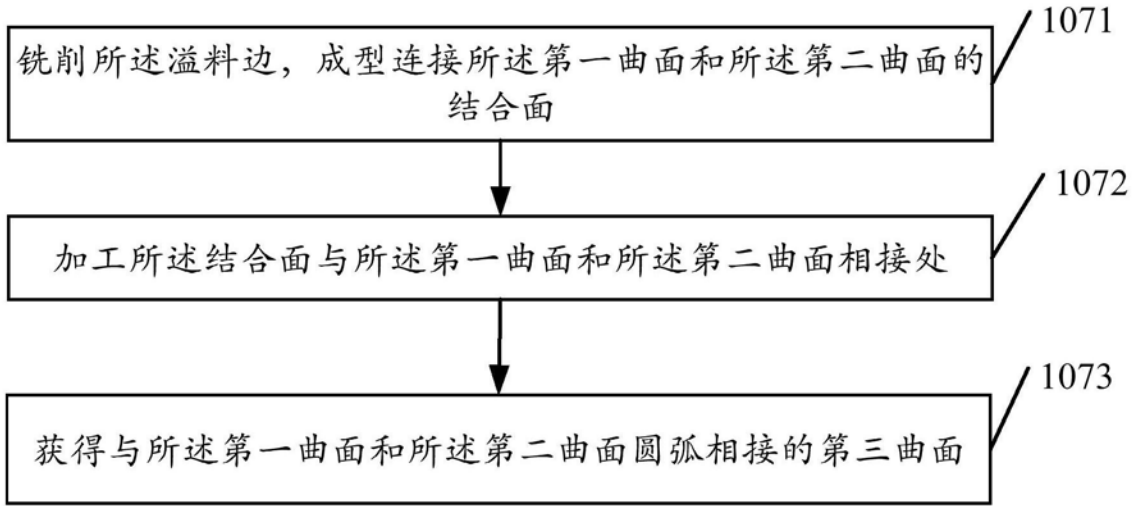 1071
铣削所述溢料边，成型连接所述第一曲面和所述第二曲面的
结合面
1072
加工所述结合面与所述第一曲面和所述第二曲面相接处
1073
获得与所述第一曲面和所述第二曲面圆弧相接的第三曲面